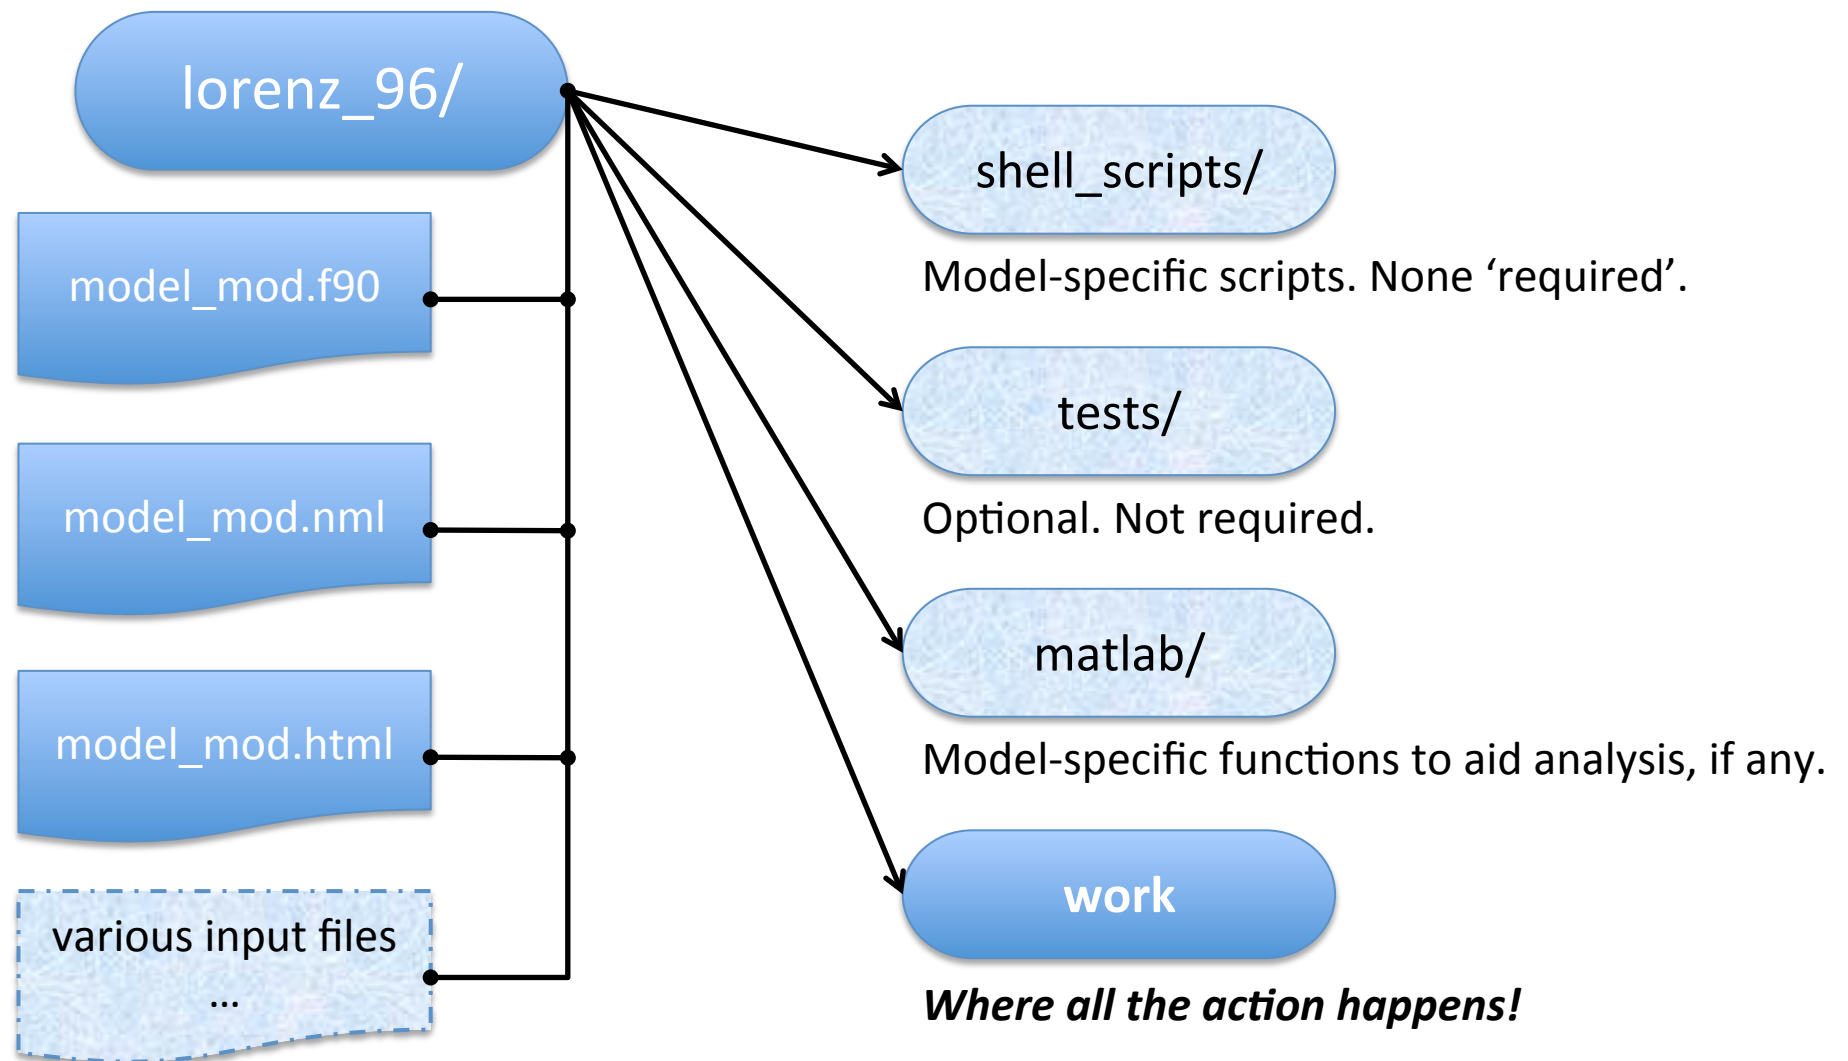 lorenz_96/
model_mod.f90
model_mod.nml
model_mod.html
various input files
...
shell_scripts/
Model-specific scripts. None ‘required’.
tests/
Optional. Not required.
matlab/
Model-specific functions to aid analysis, if any.
work
Where all the action happens!